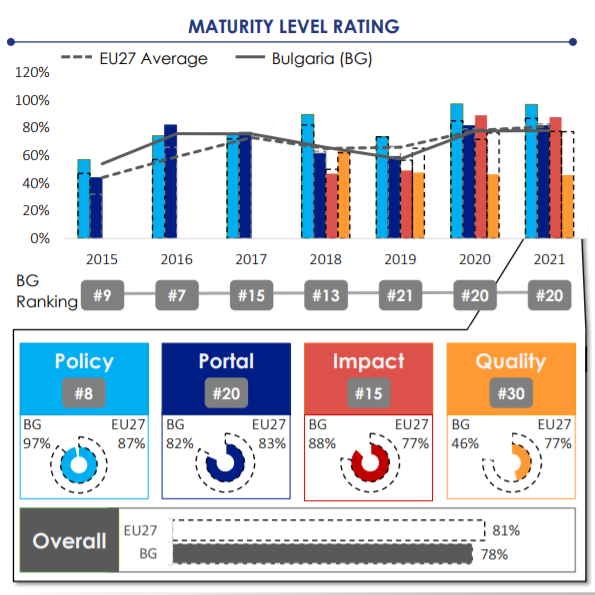 MATURITY LEVEL RATING
EU27 Average Bulgaria (BG)
120%
100%
80%
60%
40%
20%
0%
2015 2016 2017 2018 2019 2020 2021
BG
Ranking #9 #7 #15 #13 #21 #20 #20
Policy Portal Impact Quality
#8 #20 #15 #30
BG EU27 BG EU27 BG EU27 BG EU27
97% 87% 82% 83% 88% 77% 46% 77%
Overall
EU27 81%
BG 78%